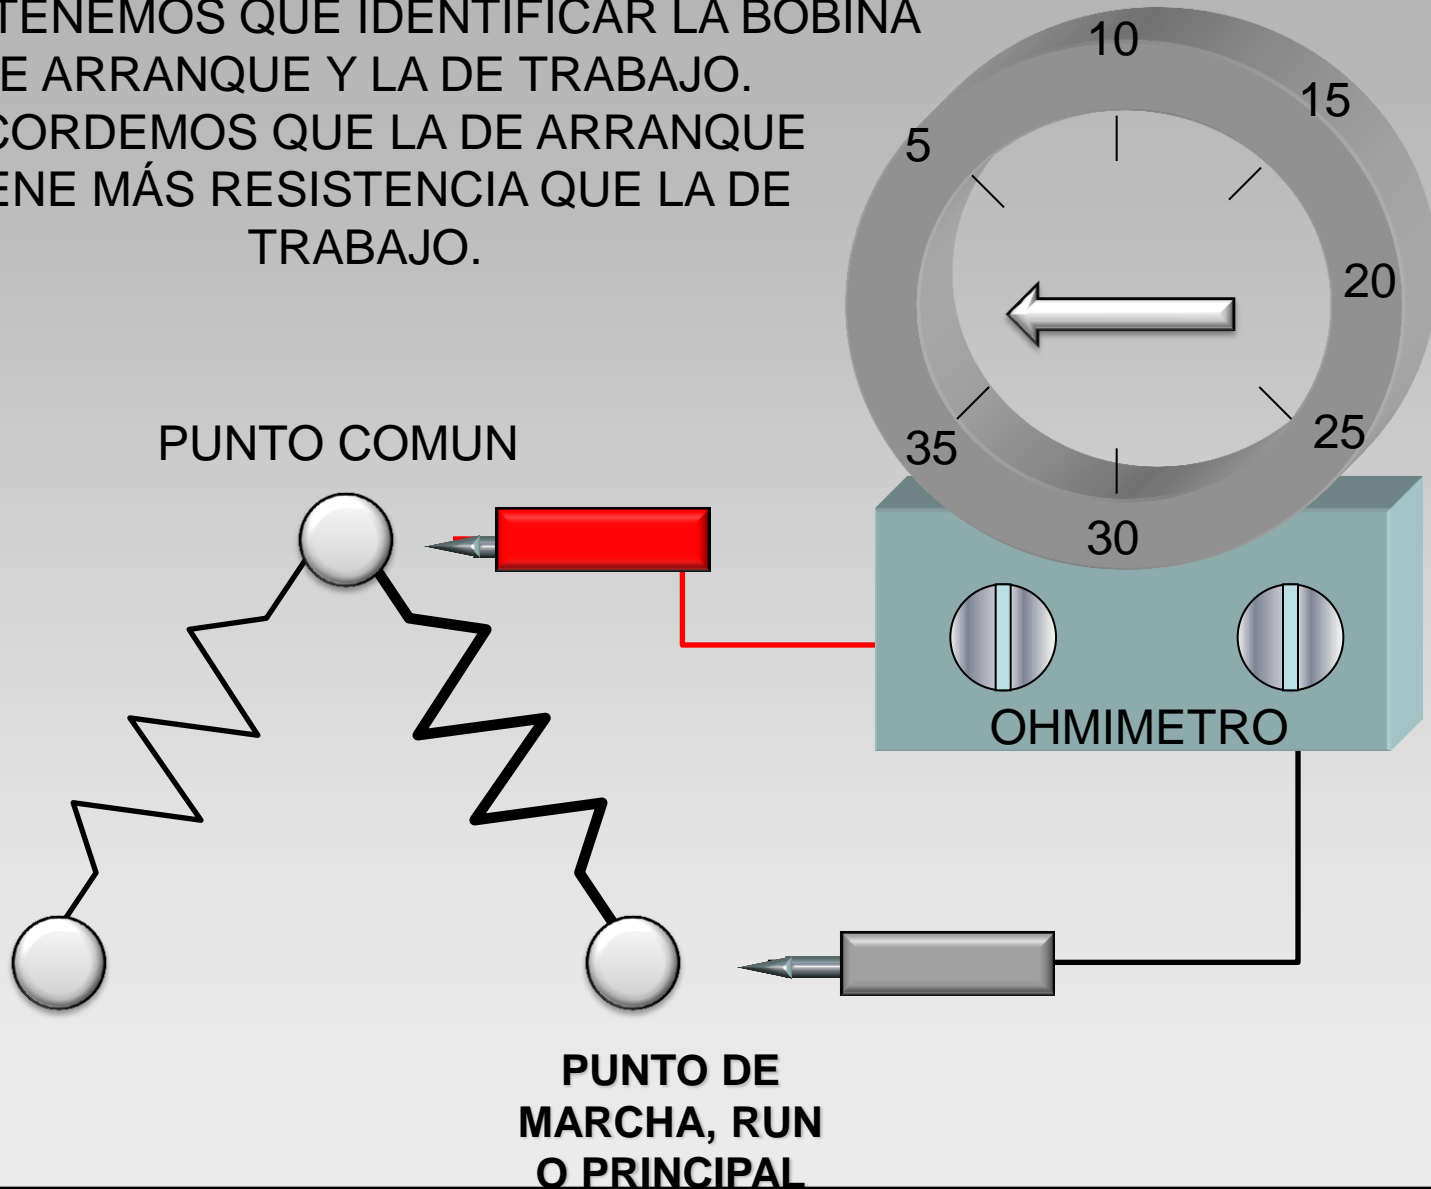 TENEMOS QUE IDENTIFICAR LA BOBINA
E ARRANQUE Y LA DE TRABAJO.
CORDEMOS QUE LA DE ARRANQUE
ENE MÁS RESISTENCIA QUE LA DE
TRABAJO.
10
15
5
20
25
35
30
PUNTO COMUN
OHMIMETRO
PUNTO DE
MARCHA, RUN
O PRINCIPAL